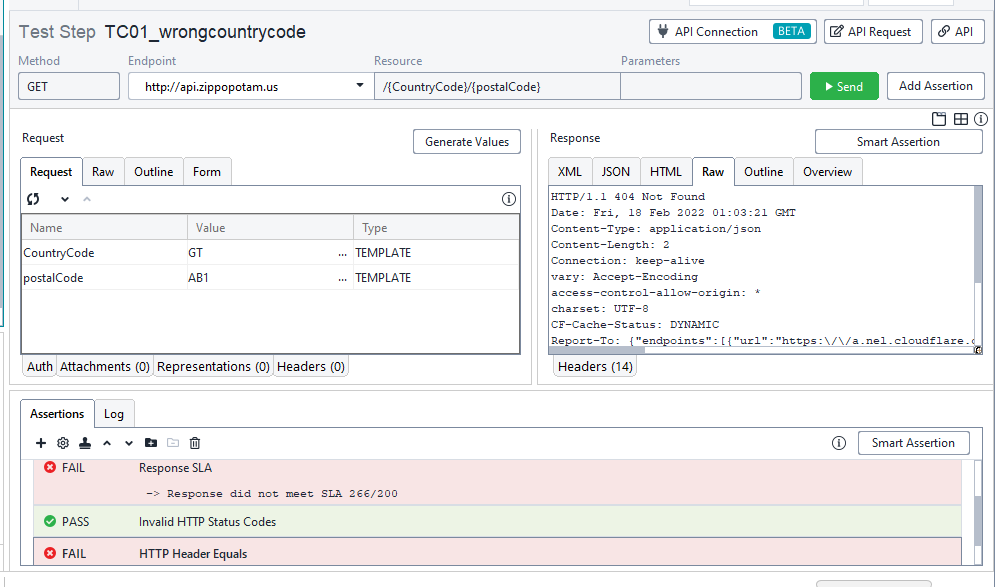 Test Step TC01_wrongcountrycode
API Connection BETA
API Request
API
Method Endpoint Resource Parameters
GET http://api.zippopotam.us /{CountryCode}/{postalCode} Send Add Assertion
Request Generate Values
Request Raw Outline Form
Name Value Type
CountryCode GT ... TEMPLATE
postalCode AB1 ... TEMPLATE
Auth Attachments (0) Representations (0) Headers (0)
Response Smart Assertion
XML JSON HTML Raw Outline Overview
HTTP/1.1 404 Not Found
Date: Fri, 18 Feb 2022 01:03:21 GMT
Content-Type: application/json
Content-Length: 2
Connection: keep-alive
vary: Accept-Encoding
access-control-allow-origin: *
charset: UTF-8
CF-Cache-Status: DYNAMIC
Report-To: {"endpoints":[{"url":"https:\/\/a.nel.cloudflare.c
Headers (14)
Assertions Log
Smart Assertion
FAIL Response SLA
-> Response did not meet SLA 266/200
PASS Invalid HTTP Status Codes
FAIL HTTP Header Equals